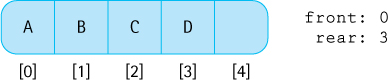 A B C D front: 0
rear: 3
[0] [1] [2] [3] [4]